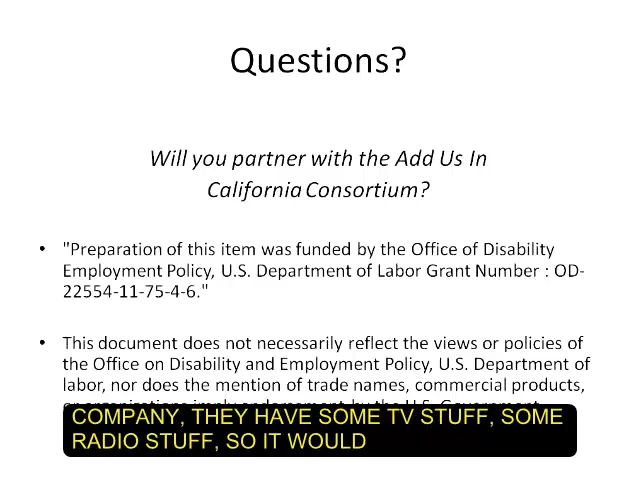 Questions?
Will you partner with the Add Us In
California Consortium?
• "Preparation of this item was funded by the Office of Disability
Employment Policy, U.S. Department of Labor Grant Number : OD-
22554-11-75-4-6."
• This document does not necessarily reflect the views or policies of
the Office on Disability and Employment Policy, U.S. Department of
labor, nor does the mention of trade names, commercial products,
or organizations imply endorsement by the U.S. Government
COMPANY, THEY HAVE SOME TV STUFF, SOME
RADIO STUFF, SO IT WOULD